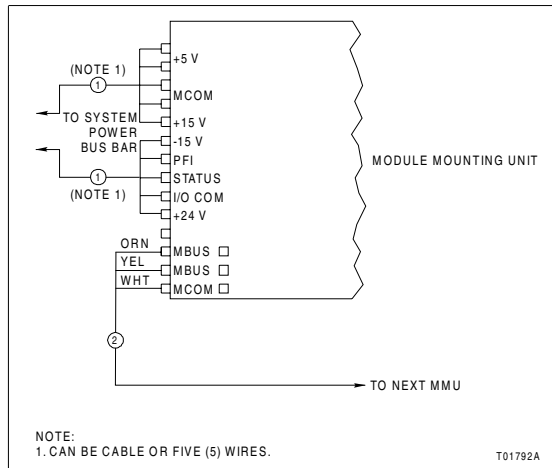 +5 V
(NOTE 1)
1
MCOM
TO SYSTEM
POWER
BUS BAR
+15 V
-15 V
PFI
MODULE MOUNTING UNIT
1
STATUS
(NOTE 1)
I/O COM
+24 V
ORN
MBUS
YEL
MBUS
WHT
MCOM
2
TO NEXT MMU
NOTE:
1. CAN BE CABLE OR FIVE (5) WIRES.
T01792A